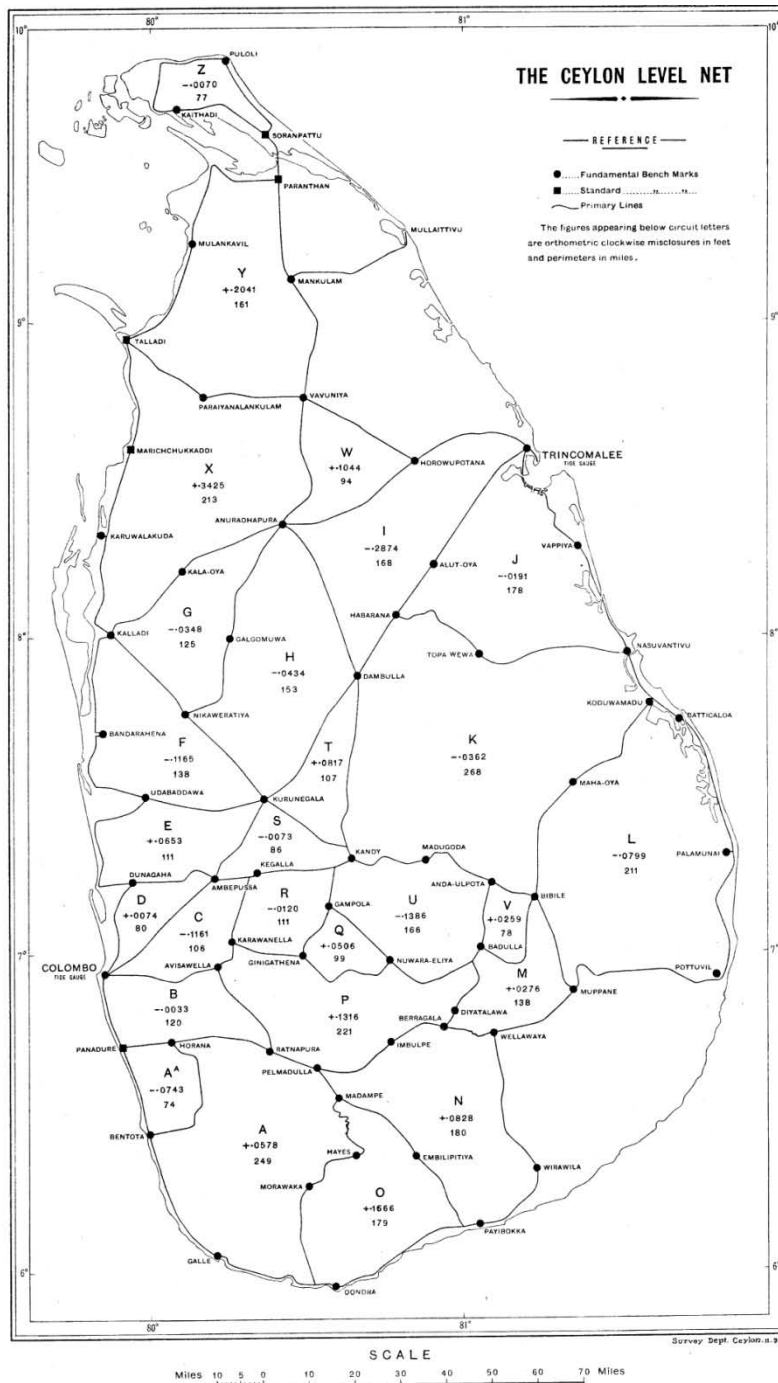 10°
80°
81°
10°
THE CEYLON LEVEL NET
REFERENCE
Fundamental Bench Marks
Standard ,, ,,
Primary Lines
The figures appearing below circuit letters
are orthometric clockwise misclosures in feet
and perimeters in miles.
PULOLI
Z
-·0070
77
KAITHADI
SORANPATTU
PARANTHAN
MULLAITTIVU
MULANKAVIL
Y
+·2041
161
MANKULAM
9°
9°
TALLADI
PARAIYANALANKULAM
VAVUNIYA
MARICHCHUKKADDI
W
+·1044
94
HOROWUPOTANA
TRINCOMALEE
TIDE GAUGE
X
+·3425
213
ANURADHAPURA
KARUWALAKUDA
I
-·2874
168
KALA-OYA
ALUT-OYA
J
-·0191
178
VAPPIYA
G
-·0348
125
HABARANA
8°
KALLADI
GALGOMUWA
TOPA WEWA
NASUVANTIVU
8°
H
-·0434
153
DAMBULLA
KODUWAMADU
BATTICALOA
NIKAWERATIYA
BANDARAHENA
F
-·1165
138
T
+·0817
107
K
-·0362
268
MAHA-OYA
UDABADDAWA
KURUNEGALA
E
+·0653
111
S
-·0073
86
L
-·0799
211
PALAMUNAI
KANDY
MADUGODA
KEGALLA
DUNAGAHA
AMBEPUSSA
ANDA-ULPOTA
BIBILE
D
+·0074
80
C
-·1161
106
R
-·0120
111
GAMPOLA
U
-·1386
166
V
+·0259
78
Q
+·0506
99
KARAWANELLA
GINIGATHENA
NUWARA-ELIYA
BADULLA
7°
7°
COLOMBO
TIDE GAUGE
AVISAWELLA
POTTUVIL
M
+·0276
138
MUPPANE
B
-·0033
120
P
+·1316
221
DIYATALAWA
BERRAGALA
WELLAWAYA
PANADURE
HORANA
RATNAPURA
IMBULPE
PELMADULLA
Aᴬ
-·0743
74
MADAMPE
N
+·0828
180
BENTOTA
A
+·0578
249
HAYES
EMBILIPITIYA
WIRAWILA
MORAWAKA
O
+·1666
179
PAYIBOKKA
GALLE
DONDRA
6°
6°
80°
81°
SCALE
Miles 10 5 0 10 20 30 40 50 60 70 Miles